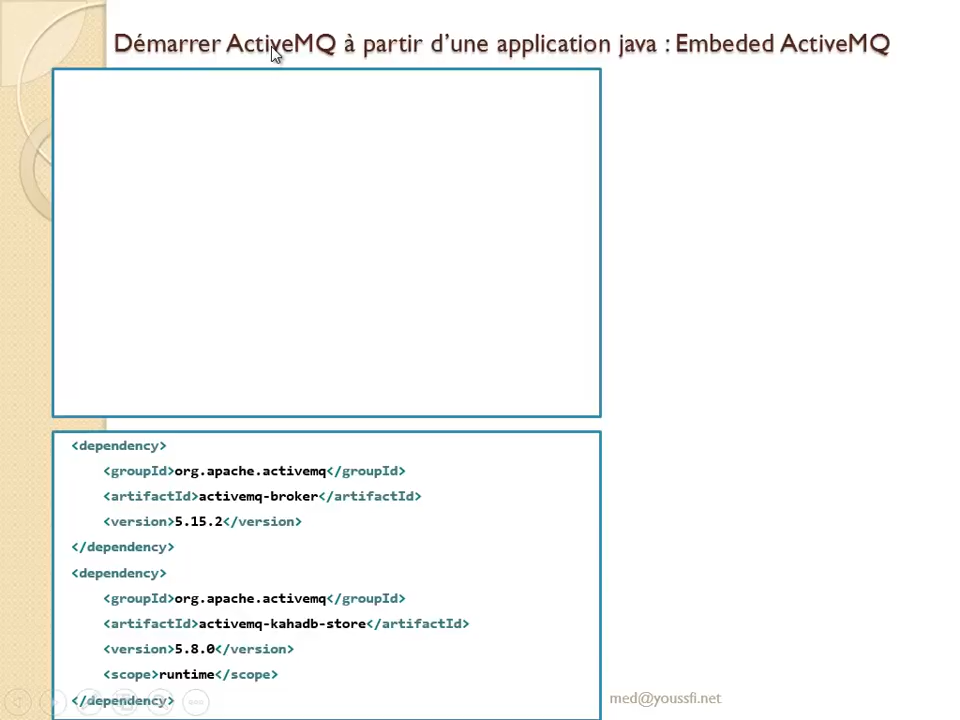 Démarrer ActiveMQ à partir d’une application java : Embeded ActiveMQ
<dependency>
<groupId>org.apache.activemq</groupId>
<artifactId>activemq-broker</artifactId>
<version>5.15.2</version>
</dependency>
<dependency>
<groupId>org.apache.activemq</groupId>
<artifactId>activemq-kahadb-store</artifactId>
<version>5.8.0</version>
<scope>runtime</scope>
</dependency>
med@youssfi.net